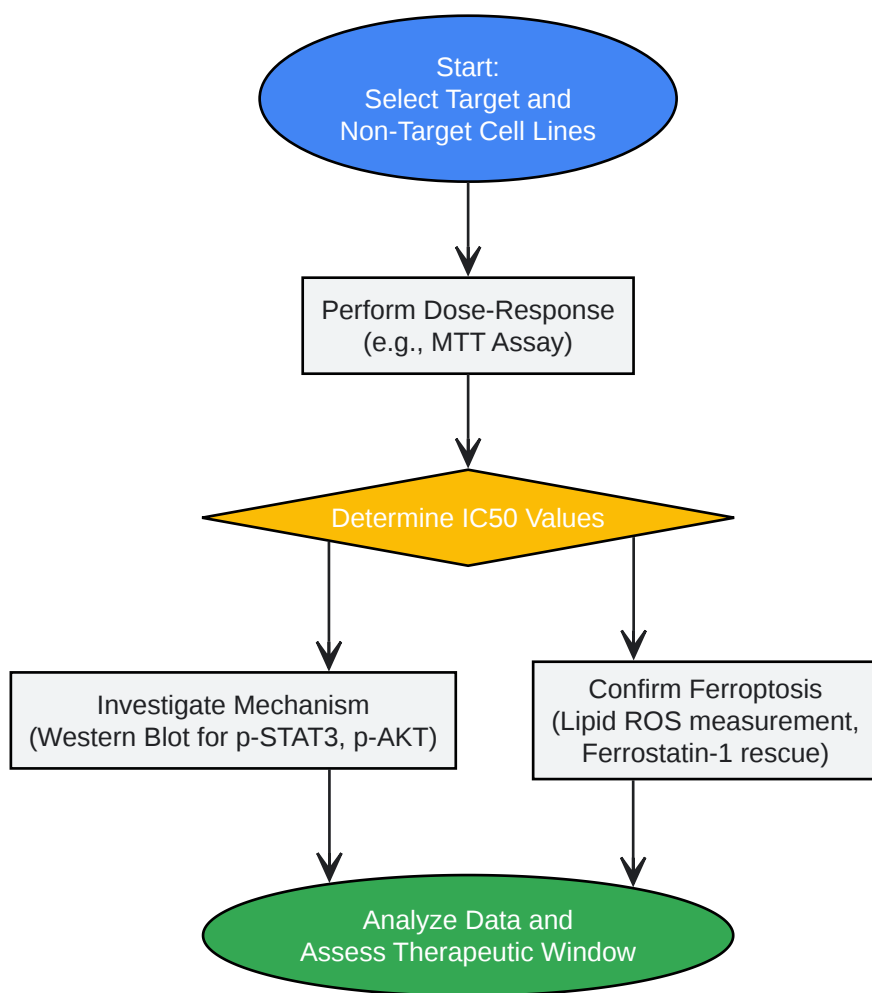 Start:
Select Target and
Non-Target Cell Lines
Perform Dose-Response
(e.g., MTT Assay)
Determine IC50 Values
Investigate Mechanism
(Western Blot for p-STAT3, p-AKT)
Confirm Ferroptosis
(Lipid ROS measurement,
Ferrostatin-1 rescue)
Analyze Data and
Assess Therapeutic Window